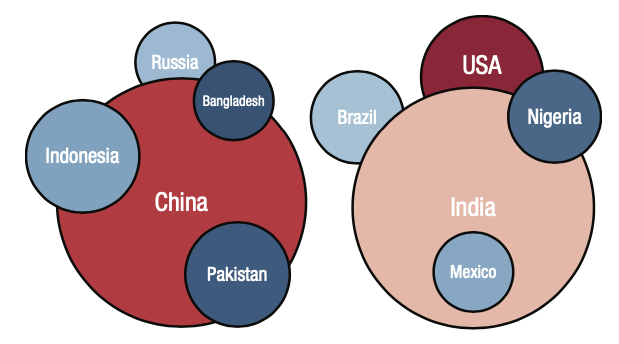 Russia
Bangladesh
Indonesia
China
Pakistan
USA
Brazil
Nigeria
India
Mexico